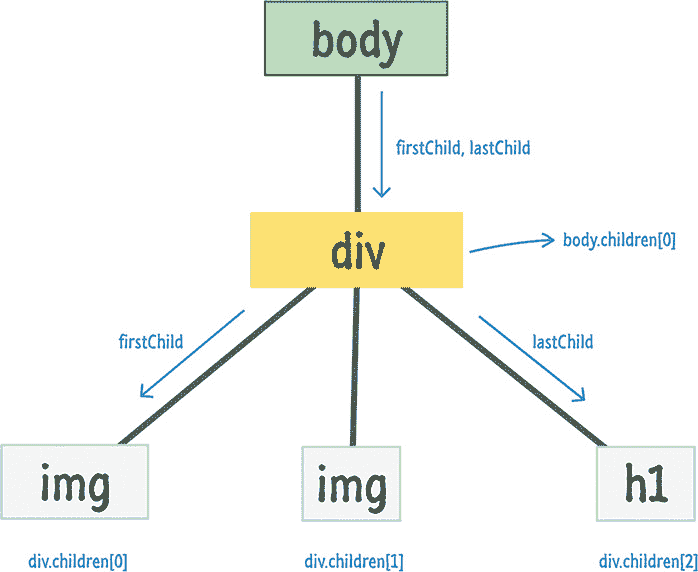 body
firstChild, lastChild
div
body.children[0]
firstChild
lastChild
img
img
h1
div.children[0]
div.children[1]
div.children[2]